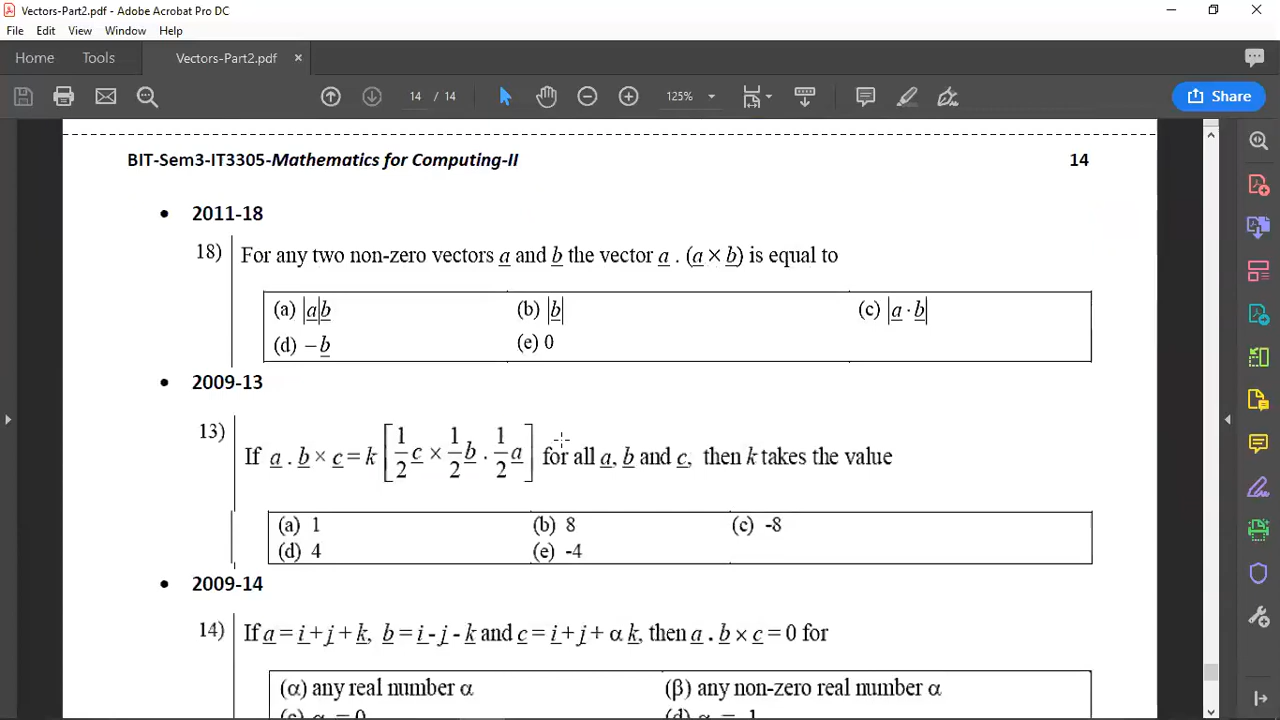 Vectors-Part2.pdf - Adobe Acrobat Pro DC
File Edit View Window Help
Home Tools Vectors-Part2.pdf ×
14 / 14 125% Share
BIT-Sem3-IT3305-Mathematics for Computing-II 14
• 2011-18
18) For any two non-zero vectors a and b the vector a . (a × b) is equal to
(a) |a|b (b) |b| (c) |a · b|
(d) −b (e) 0
• 2009-13
13) If a . b × c = k [1/2 c × 1/2 b · 1/2 a] for all a, b and c, then k takes the value
(a) 1 (b) 8 (c) -8
(d) 4 (e) -4
• 2009-14
14) If a = i + j + k, b = i - j - k and c = i + j + α k, then a . b × c = 0 for
(α) any real number α (β) any non-zero real number α